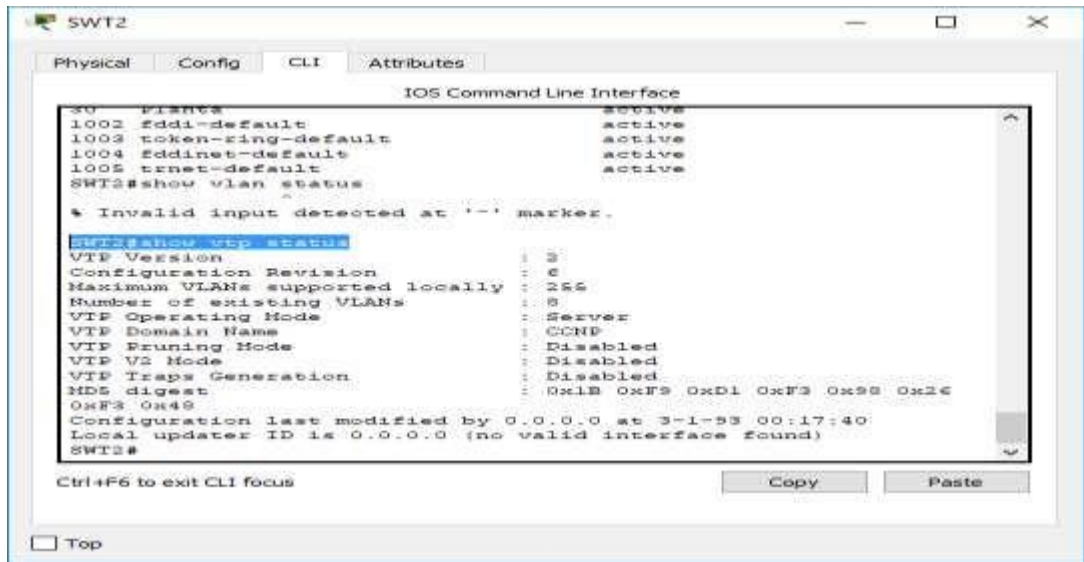 SWT2
Physical Config CLI Attributes
IOS Command Line Interface
30 Planta active
1002 fddi-default active
1003 token-ring-default active
1004 fddinet-default active
1005 trnet-default active
SWT2#show vlan status
^
% Invalid input detected at '^' marker.
SWT2#show vtp status
VTP Version :
Configuration Revision : 6
Maximum VLANs supported locally : 255
Number of existing VLANs : 8
VTP Operating Mode : Server
VTP Domain Name : CCNP
VTP Pruning Mode : Disabled
VTP V2 Mode : Disabled
VTP Traps Generation : Disabled
MD5 digest : 0x1B 0xF9 0xD1 0xF3 0x98 0x26
0xF3 0x48
Configuration last modified by 0.0.0.0 at 3-1-93 00:17:40
Local updater ID is 0.0.0.0 (no valid interface found)
SWT2#
Ctrl+F6 to exit CLI focus
Copy Paste
Top